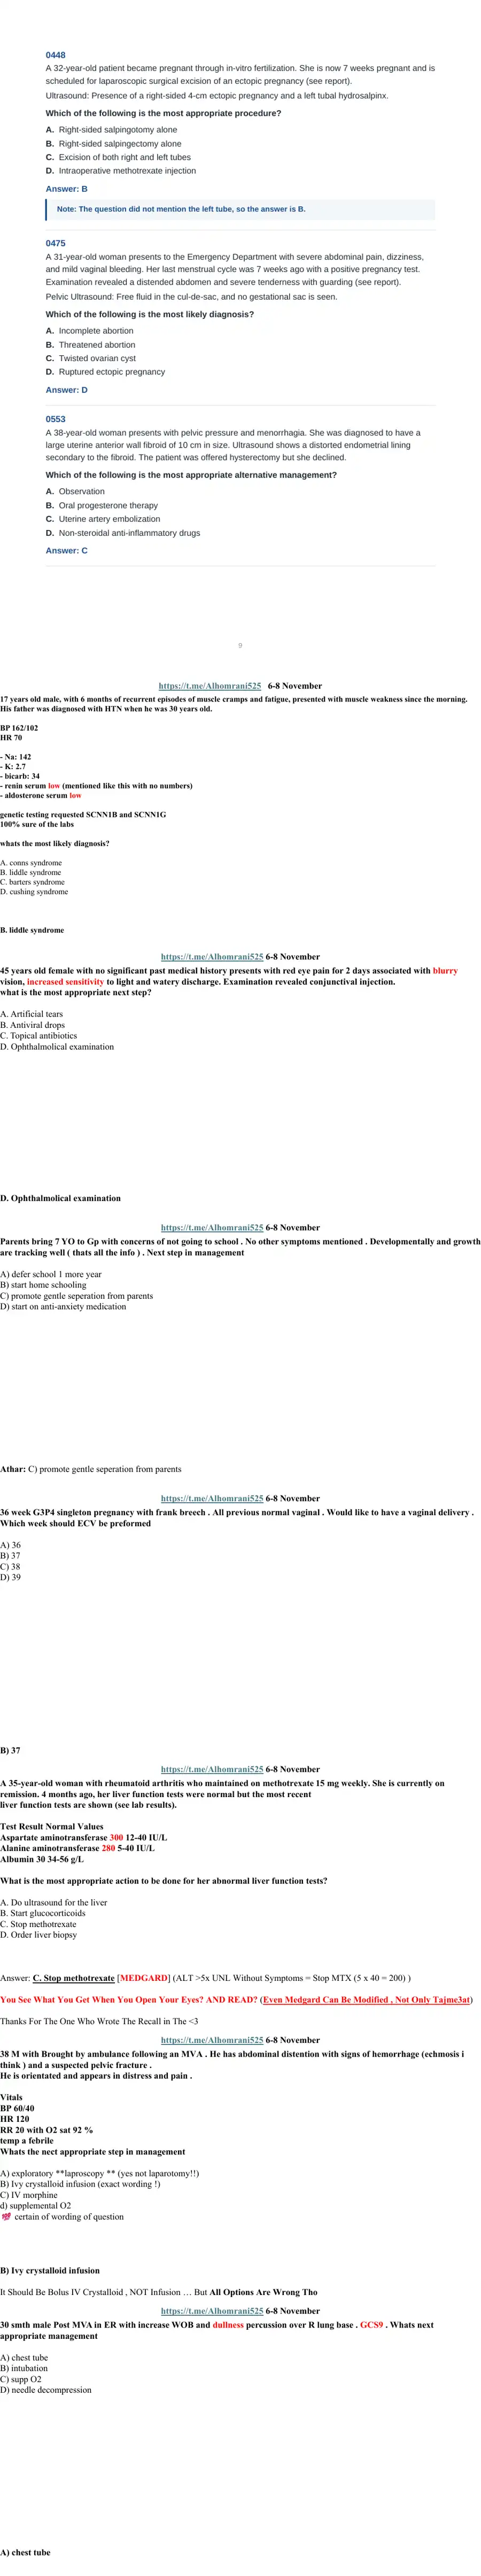 0448
A 32-year-old patient became pregnant through in-vitro fertilization. She is now 7 weeks pregnant and is
scheduled for laparoscopic surgical excision of an ectopic pregnancy (see report).
Ultrasound: Presence of a right-sided 4-cm ectopic pregnancy and a left tubal hydrosalpinx.
Which of the following is the most appropriate procedure?
A. Right-sided salpingotomy alone
B. Right-sided salpingectomy alone
C. Excision of both right and left tubes
D. Intraoperative methotrexate injection
Answer: B
Note: The question did not mention the left tube, so the answer is B.
0475
A 31-year-old woman presents to the Emergency Department with severe abdominal pain, dizziness,
and mild vaginal bleeding. Her last menstrual cycle was 7 weeks ago with a positive pregnancy test.
Examination revealed a distended abdomen and severe tenderness with guarding (see report).
Pelvic Ultrasound: Free fluid in the cul-de-sac, and no gestational sac is seen.
Which of the following is the most likely diagnosis?
A. Incomplete abortion
B. Threatened abortion
C. Twisted ovarian cyst
D. Ruptured ectopic pregnancy
Answer: D
0553
A 38-year-old woman presents with pelvic pressure and menorrhagia. She was diagnosed to have a
large uterine anterior wall fibroid of 10 cm in size. Ultrasound shows a distorted endometrial lining
secondary to the fibroid. The patient was offered hysterectomy but she declined.
Which of the following is the most appropriate alternative management?
A. Observation
B. Oral progesterone therapy
C. Uterine artery embolization
D. Non-steroidal anti-inflammatory drugs
Answer: C
9
https://t.me/Alhomrani525 6-8 November
17 years old male, with 6 months of recurrent episodes of muscle cramps and fatigue, presented with muscle weakness since the morning.
His father was diagnosed with HTN when he was 30 years old.
BP 162/102
HR 70
- Na: 142
- K: 2.7
- bicarb: 34
- renin serum low (mentioned like this with no numbers)
- aldosterone serum low
genetic testing requested SCNN1B and SCNN1G
100% sure of the labs
whats the most likely diagnosis?
A. conns syndrome
B. liddle syndrome
C. barters syndrome
D. cushing syndrome
B. liddle syndrome
https://t.me/Alhomrani525 6-8 November
45 years old female with no significant past medical history presents with red eye pain for 2 days associated with blurry
vision, increased sensitivity to light and watery discharge. Examination revealed conjunctival injection.
what is the most appropriate next step?
A. Artificial tears
B. Antiviral drops
C. Topical antibiotics
D. Ophthalmolical examination
D. Ophthalmolical examination
https://t.me/Alhomrani525 6-8 November
Parents bring 7 YO to Gp with concerns of not going to school . No other symptoms mentioned . Developmentally and growth
are tracking well ( thats all the info ) . Next step in management
A) defer school 1 more year
B) start home schooling
C) promote gentle seperation from parents
D) start on anti-anxiety medication
Athar: C) promote gentle seperation from parents
https://t.me/Alhomrani525 6-8 November
36 week G3P4 singleton pregnancy with frank breech . All previous normal vaginal . Would like to have a vaginal delivery .
Which week should ECV be preformed
A) 36
B) 37
C) 38
D) 39
B) 37
https://t.me/Alhomrani525 6-8 November
A 35-year-old woman with rheumatoid arthritis who maintained on methotrexate 15 mg weekly. She is currently on
remission. 4 months ago, her liver function tests were normal but the most recent
liver function tests are shown (see lab results).
Test Result Normal Values
Aspartate aminotransferase 300 12-40 IU/L
Alanine aminotransferase 280 5-40 IU/L
Albumin 30 34-56 g/L
What is the most appropriate action to be done for her abnormal liver function tests?
A. Do ultrasound for the liver
B. Start glucocorticoids
C. Stop methotrexate
D. Order liver biopsy
Answer: C. Stop methotrexate [MEDGARD] (ALT >5x UNL Without Symptoms = Stop MTX (5 x 40 = 200) )
You See What You Get When You Open Your Eyes? AND READ? (Even Medgard Can Be Modified , Not Only Tajme3at)
Thanks For The One Who Wrote The Recall in The <3
https://t.me/Alhomrani525 6-8 November
38 M with Brought by ambulance following an MVA . He has abdominal distention with signs of hemorrhage (echmosis i
think ) and a suspected pelvic fracture .
He is orientated and appears in distress and pain .
Vitals
BP 60/40
HR 120
RR 20 with O2 sat 92 %
temp a febrile
Whats the nect appropriate step in management
A) exploratory **laproscopy ** (yes not laparotomy!!)
B) Ivy crystalloid infusion (exact wording !)
C) IV morphine
d) supplemental O2
💯 certain of wording of question
B) Ivy crystalloid infusion
It Should Be Bolus IV Crystalloid , NOT Infusion … But All Options Are Wrong Tho
https://t.me/Alhomrani525 6-8 November
30 smth male Post MVA in ER with increase WOB and dullness percussion over R lung base . GCS9 . Whats next
appropriate management
A) chest tube
B) intubation
C) supp O2
D) needle decompression
A) chest tube